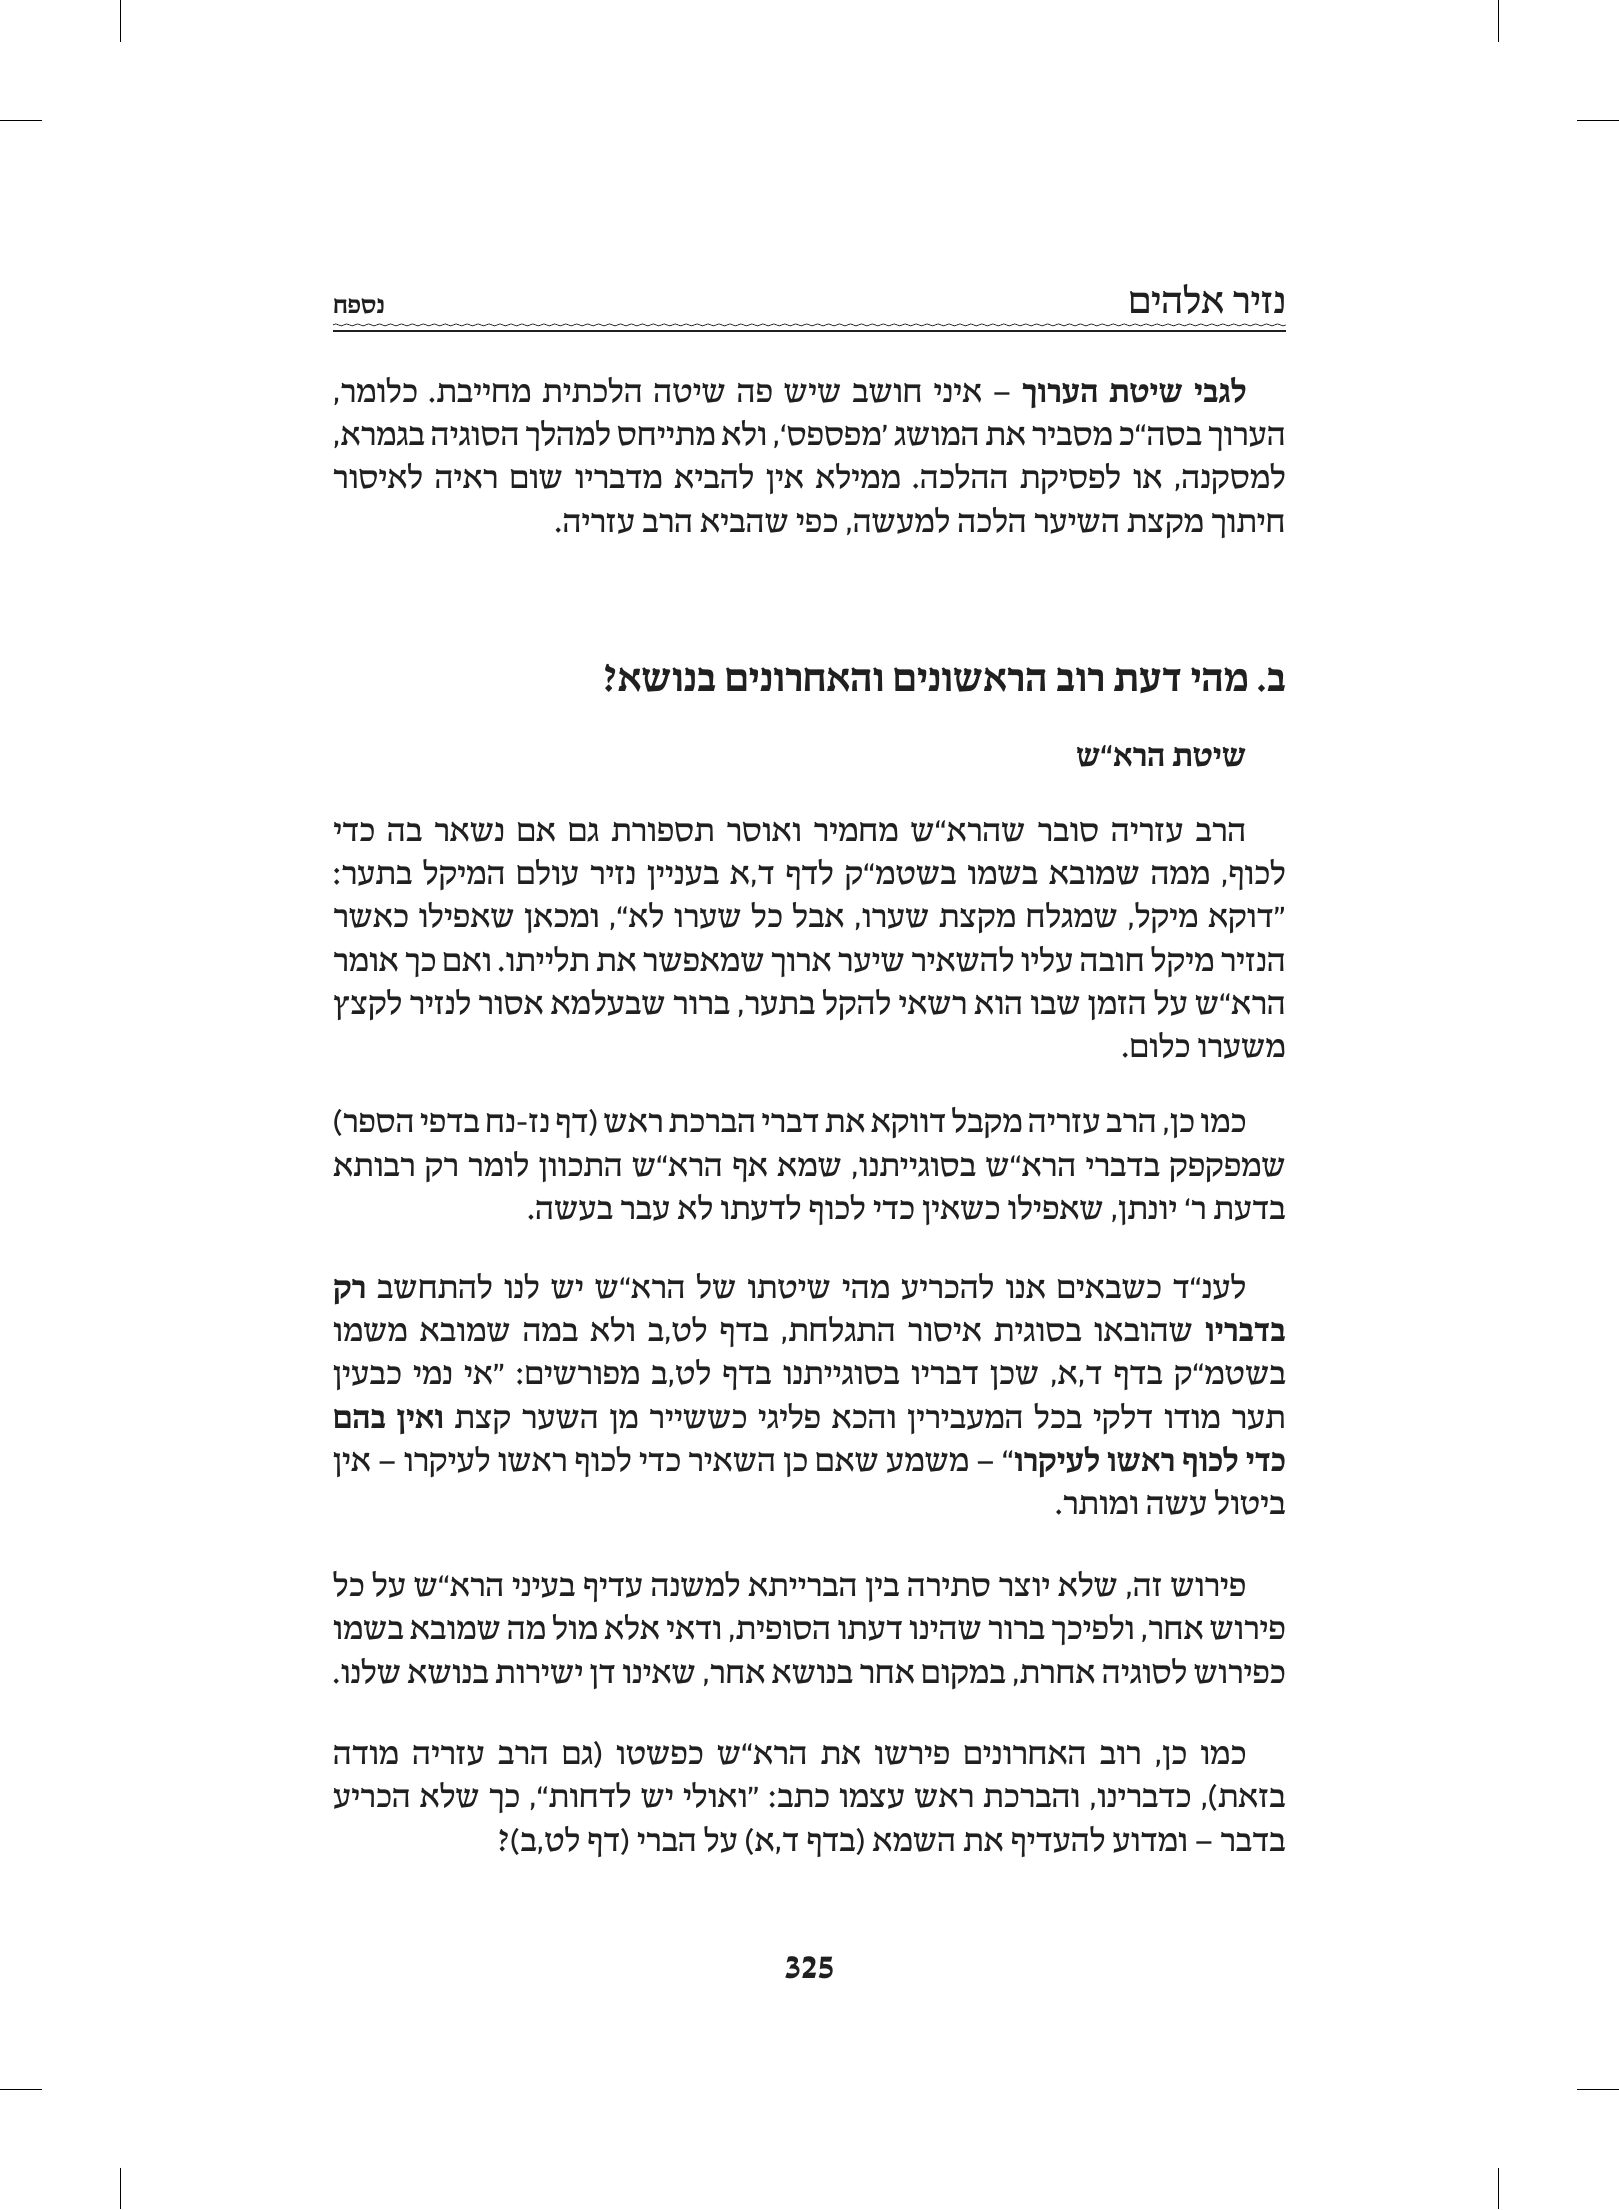 נזיר אלהים
נספח
לגבי שיטת הערוך – איני חושב שיש פה שיטה הלכתית מחייבת. כלומר,
הערוך בסה“כ מסביר את המושג ’מפספס‘, ולא מתייחס למהלך הסוגיה בגמרא,
למסקנה, או לפסיקת ההלכה. ממילא אין להביא מדבריו שום ראיה לאיסור
חיתוך מקצת השיער הלכה למעשה, כפי שהביא הרב עזריה.
ב. מהי דעת רוב הראשונים והאחרונים בנושא?
שיטת הרא“ש
הרב עזריה סובר שהרא“ש מחמיר ואוסר תספורת גם אם נשאר בה כדי
לכוף, ממה שמובא בשמו בשטמ“ק לדף ד,א בעניין נזיר עולם המיקל בתער:
”דוקא מיקל, שמגלח מקצת שערו, אבל כל שערו לא“, ומכאן שאפילו כאשר
הנזיר מיקל חובה עליו להשאיר שיער ארוך שמאפשר את תלייתו. ואם כך אומר
הרא“ש על הזמן שבו הוא רשאי להקל בתער, ברור שבעלמא אסור לנזיר לקצץ
משערו כלום.
כמו כן, הרב עזריה מקבל דווקא את דברי הברכת ראש (דף נז-נח בדפי הספר)
שמפקפק בדברי הרא“ש בסוגייתנו, שמא אף הרא“ש התכוון לומר רק רבותא
בדעת ר‘ יונתן, שאפילו כשאין כדי לכוף לדעתו לא עבר בעשה.
לענ“ד כשבאים אנו להכריע מהי שיטתו של הרא“ש יש לנו להתחשב רק
בדבריו שהובאו בסוגית איסור התגלחת, בדף לט,ב ולא במה שמובא משמו
בשטמ“ק בדף ד,א, שכן דבריו בסוגייתנו בדף לט,ב מפורשים: ”אי נמי כבעין
תער מודו דלקי בכל המעבירין והכא פליגי כששייר מן השער קצת ואין בהם
כדי לכוף ראשו לעיקרו“ – משמע שאם כן השאיר כדי לכוף ראשו לעיקרו – אין
ביטול עשה ומותר.
פירוש זה, שלא יוצר סתירה בין הברייתא למשנה עדיף בעיני הרא“ש על כל
פירוש אחר, ולפיכך ברור שהינו דעתו הסופית, ודאי אלא מול מה שמובא בשמו
כפירוש לסוגיה אחרת, במקום אחר בנושא אחר, שאינו דן ישירות בנושא שלנו.
כמו כן, רוב האחרונים פירשו את הרא“ש כפשטו (גם הרב עזריה מודה
בזאת), כדברינו, והברכת ראש עצמו כתב: ”ואולי יש לדחות“, כך שלא הכריע
בדבר – ומדוע להעדיף את השמא (בדף ד,א) על הברי (דף לט,ב)?
325